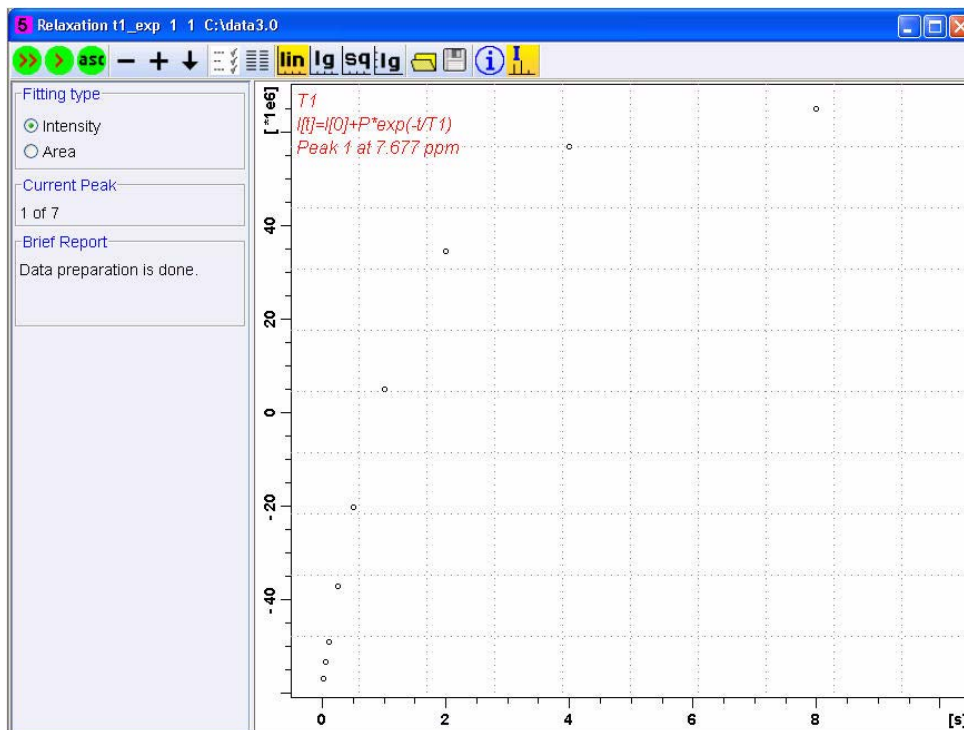 5 Relaxation t1_exp 1 1 C:\data3.0
>> > asc lin lg sq lg i I
Fitting type
Intensity
Area
Current Peak
1 of 7
Brief Report
Data preparation is done.
[*1e6]
T1
I[t]=I[0]+P*exp(-t/T1)
Peak 1 at 7.677 ppm
40
20
0
-20
-40
0 2 4 6 8 [s]